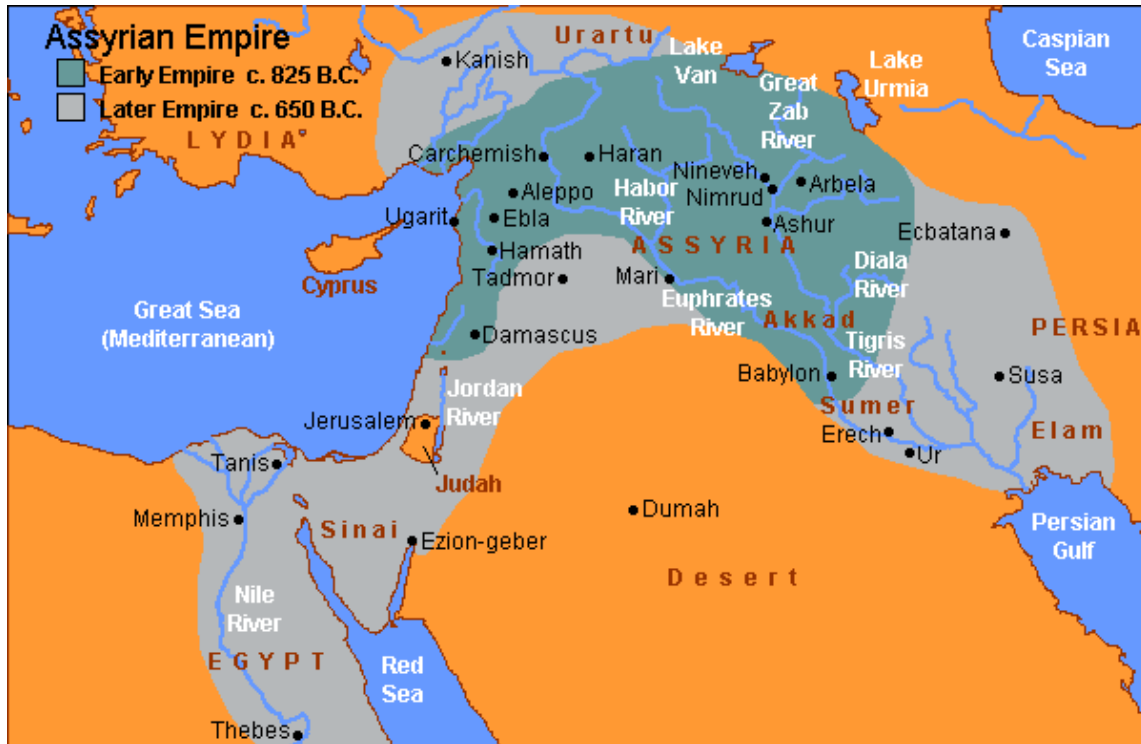 Assyrian Empire
Early Empire c. 825 B.C.
Later Empire c. 650 B.C.
LYDIA
Kanish
Urartu
Lake
Van
Great
Zab
River
Lake
Urmia
Caspian
Sea
Carchemish
Haran
Nineveh
Nimrud
Arbela
Aleppo
Habor
River
Ugarit
Ebla
Ashur
Ecbatana
Hamath
ASSYRIA
Cyprus
Tadmor
Mari
Diala
River
Great Sea
(Mediterranean)
Euphrates
River
Akkad
PERSIA
Damascus
Tigris
River
Babylon
Susa
Jordan
River
Sumer
Jerusalem
Erech
Elam
Ur
Tanis
Judah
Memphis
Sinai
Dumah
Persian
Gulf
Ezion-geber
Desert
Nile
River
EGYPT
Red
Sea
Thebes